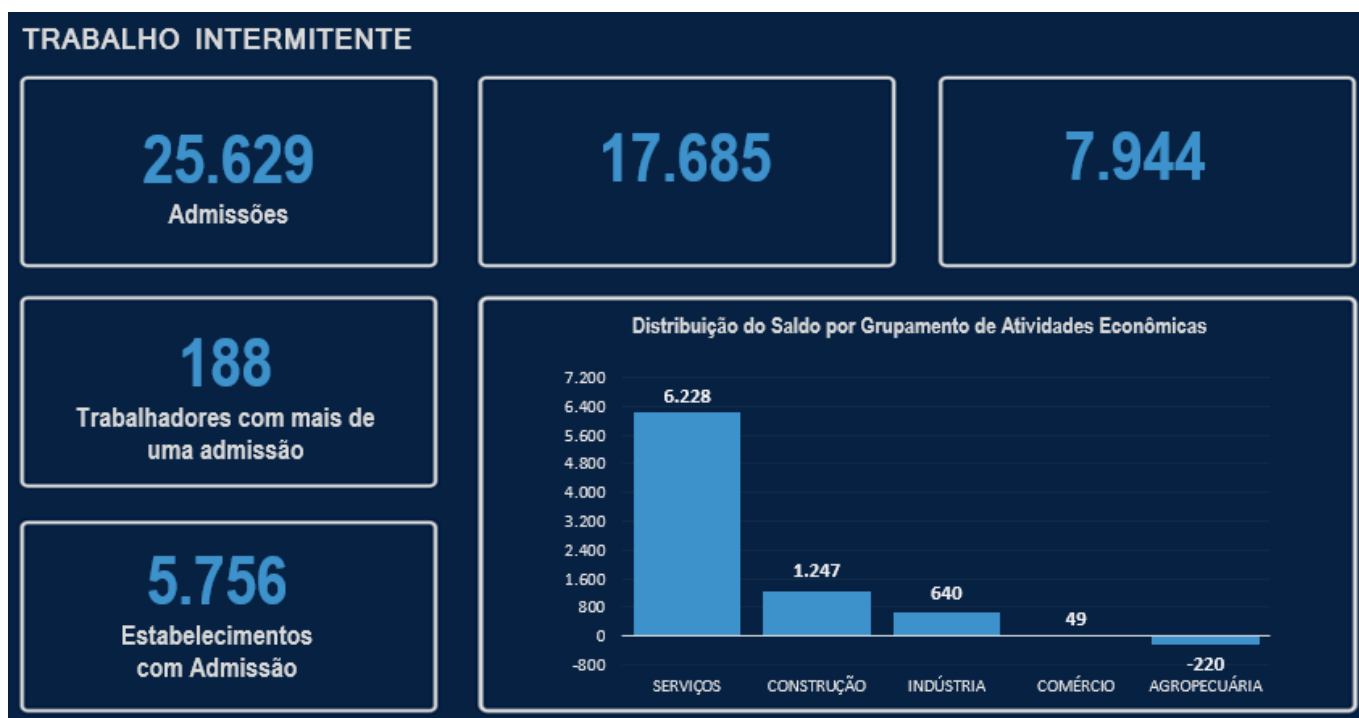 TRABALHO INTERMITENTE
25.629
Admissões
17.685
7.944
188
Trabalhadores com mais de
uma admissão
5.756
Estabelecimentos
com Admissão
Distribuição do Saldo por Grupamento de Atividades Econômicas
7.200
6.400
5.600
4.800
4.000
3.200
2.400
1.600
800
0
-800
6.228
1.247
640
49
-220
SERVIÇOS
CONSTRUÇÃO
INDÚSTRIA
COMÉRCIO
AGROPECUÁRIA